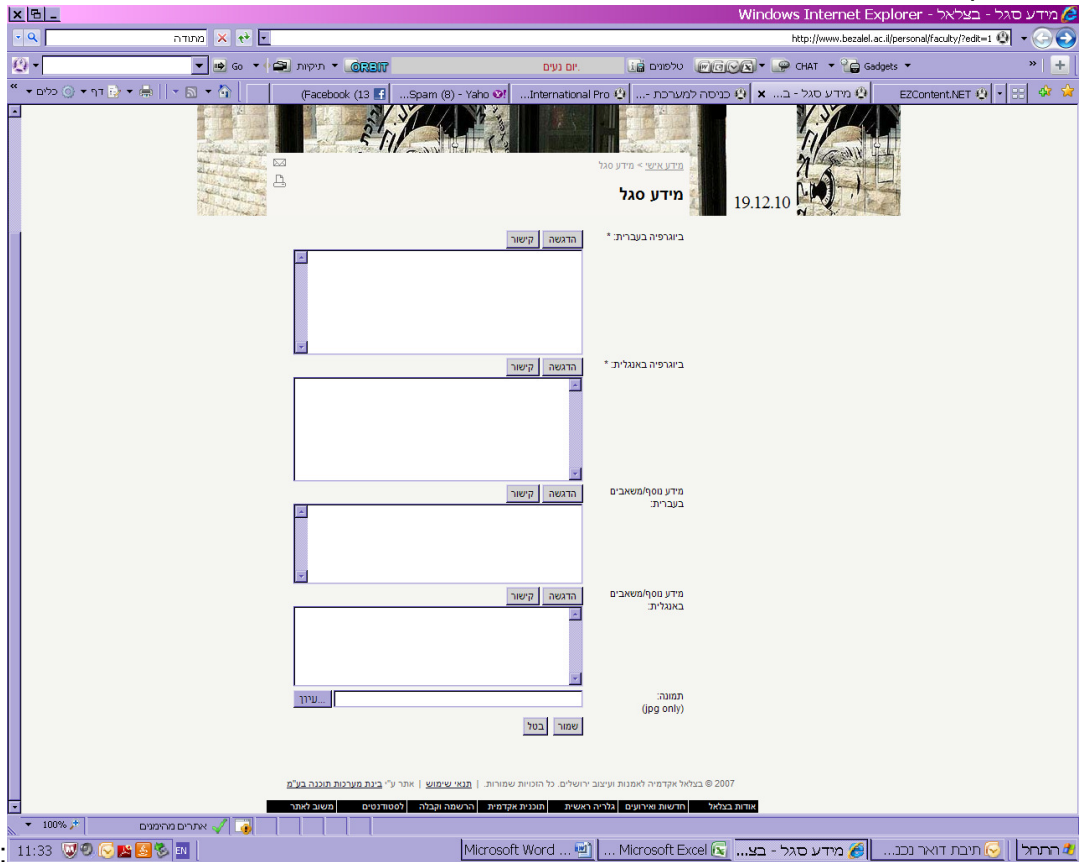 מידע סגל - בצלאל - Windows Internet Explorer
http://www.bezalel.ac.il/personal/faculty/?edit=1
מתודה
Gadgets
CHAT
טלפונים
יום נעים.
ORBIT
תיקיות
Go
EZContent.NET
מידע סגל - ב...
כניסה למערכת -...
International Pro...
Spam (8) - Yaho...
Facebook (13)
דף
כלים
מידע אישי > מידע סגל
מידע סגל
19.12.10
ביוגרפיה בעברית: *
הדגשה קישור
ביוגרפיה באנגלית: *
הדגשה קישור
מידע נוסף/משאבים
בעברית:
הדגשה קישור
מידע נוסף/משאבים
באנגלית:
הדגשה קישור
תמונה:
(jpg only)
עיון...
שמור בטל
2007 © בצלאל אקדמיה לאמנות ועיצוב ירושלים. כל הזכויות שמורות. | תנאי שימוש | אתר ע"י בינת מערכות תוכנה בע"מ
אודות בצלאל חדשות ואירועים גלריה ראשית תוכנית אקדמית הרשמה וקבלה לסטודנטים משוב לאתר
אתרים מהימנים
100%
התחל
תיבת דואר נכנ...
מידע סגל - בצ...
Microsoft Excel ...
Microsoft Word ...
EN
11:33